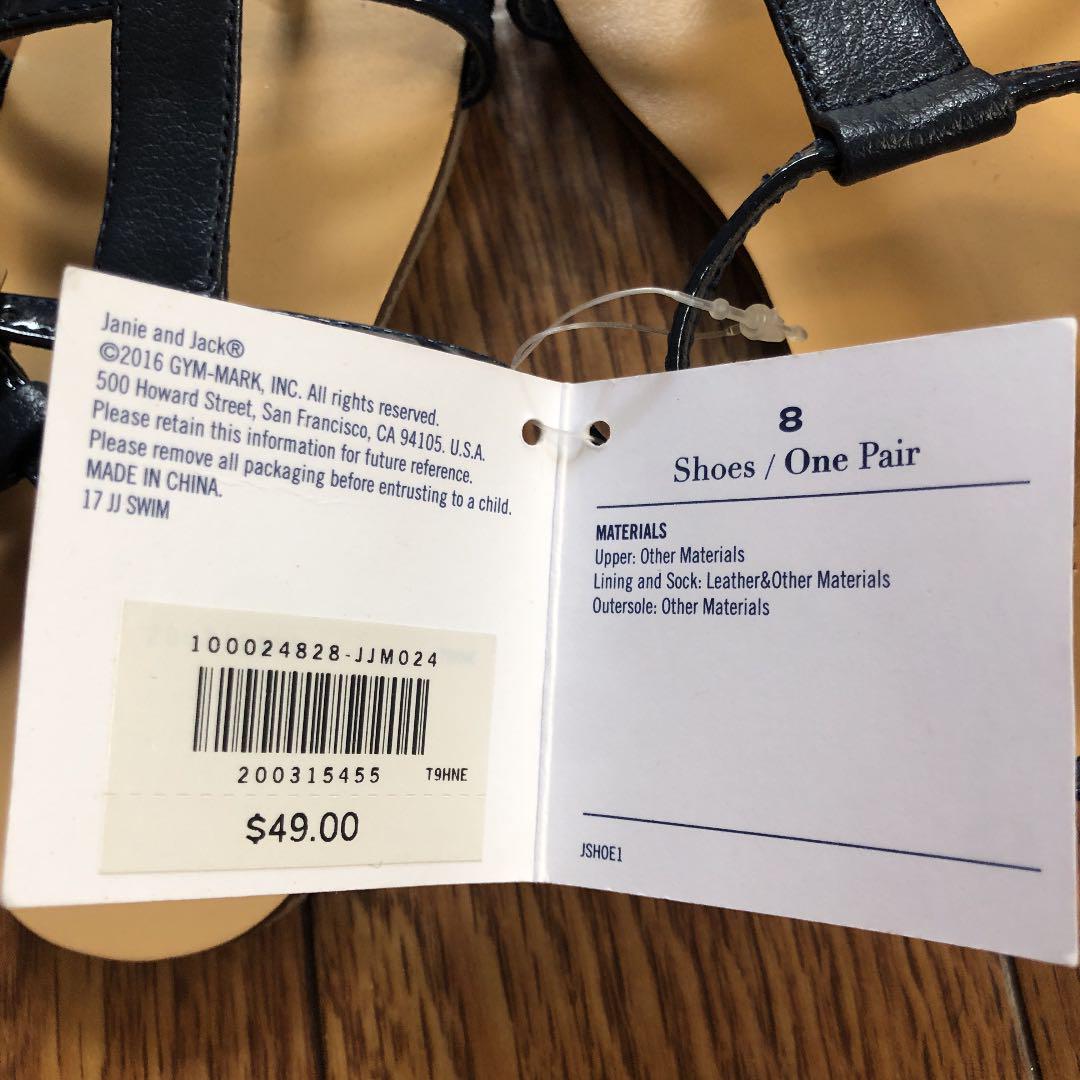 Janie and Jack®
©2016 GYM-MARK, INC. All rights reserved.
500 Howard Street, San Francisco, CA 94105. U.S.A.
Please retain this information for future reference.
Please remove all packaging before entrusting to a child.
MADE IN CHINA.
17 JJ SWIM
100024828-JJM024
200315455 T9HNE
$49.00
8
Shoes / One Pair
MATERIALS
Upper: Other Materials
Lining and Sock: Leather&Other Materials
Outersole: Other Materials
JSHOE1